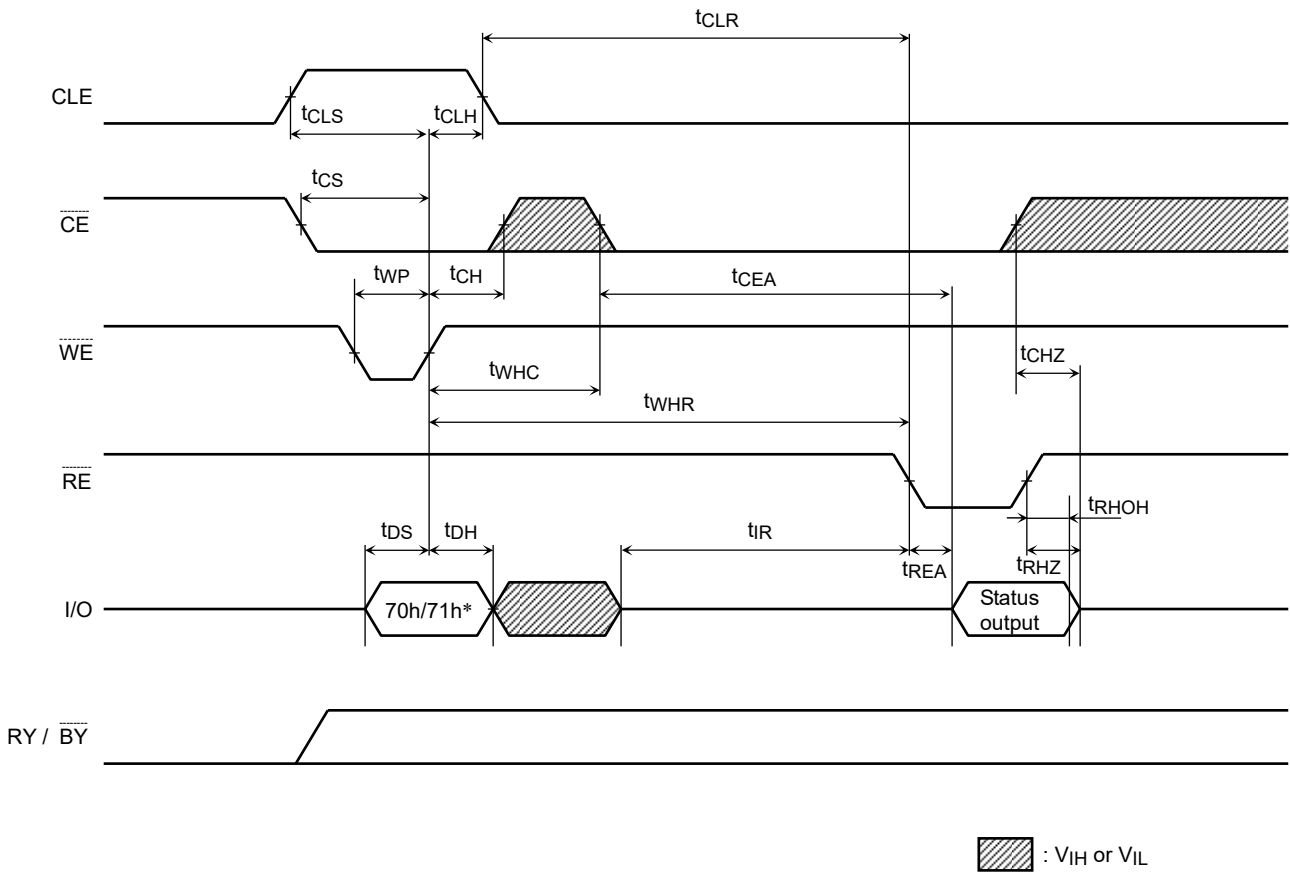 tCLR
CLE
tCLS
tCLH
tCS
CE
tWP
tCH
tCEA
WE
tCHZ
tWHC
tWHR
RE
tRHOH
tDS
tDH
tIR
tREA
tRHZ
I/O
70h/71h*
Status
output
RY / BY
: VIH or VIL